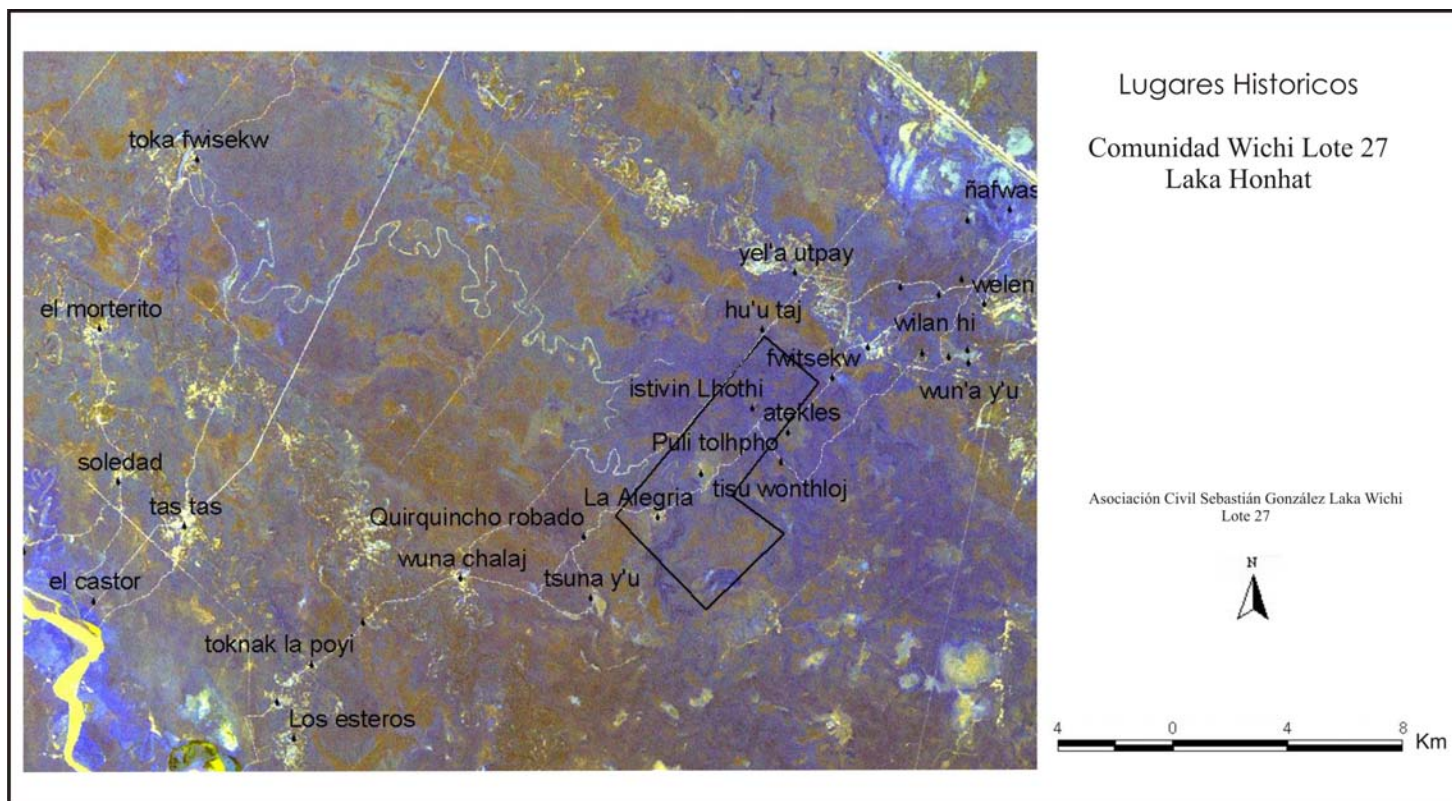 Lugares Historicos
Comunidad Wichi Lote 27
Laka Honhat
toka fwisekw
ñafwas
yel'a utpay
welen
el morterito
hu'u taj
wilan hi
fwitsekw
wun'a y'u
istivin Lhothi
atekles
Puli tolhpho
soledad
tisu wonthloj
La Alegria
tas tas
Quirquincho robado
wuna chalaj
tsuna y'u
el castor
toknak la poyi
Los esteros
Asociación Civil Sebastián González Laka Wichi
Lote 27
N
4 0 4 8 Km